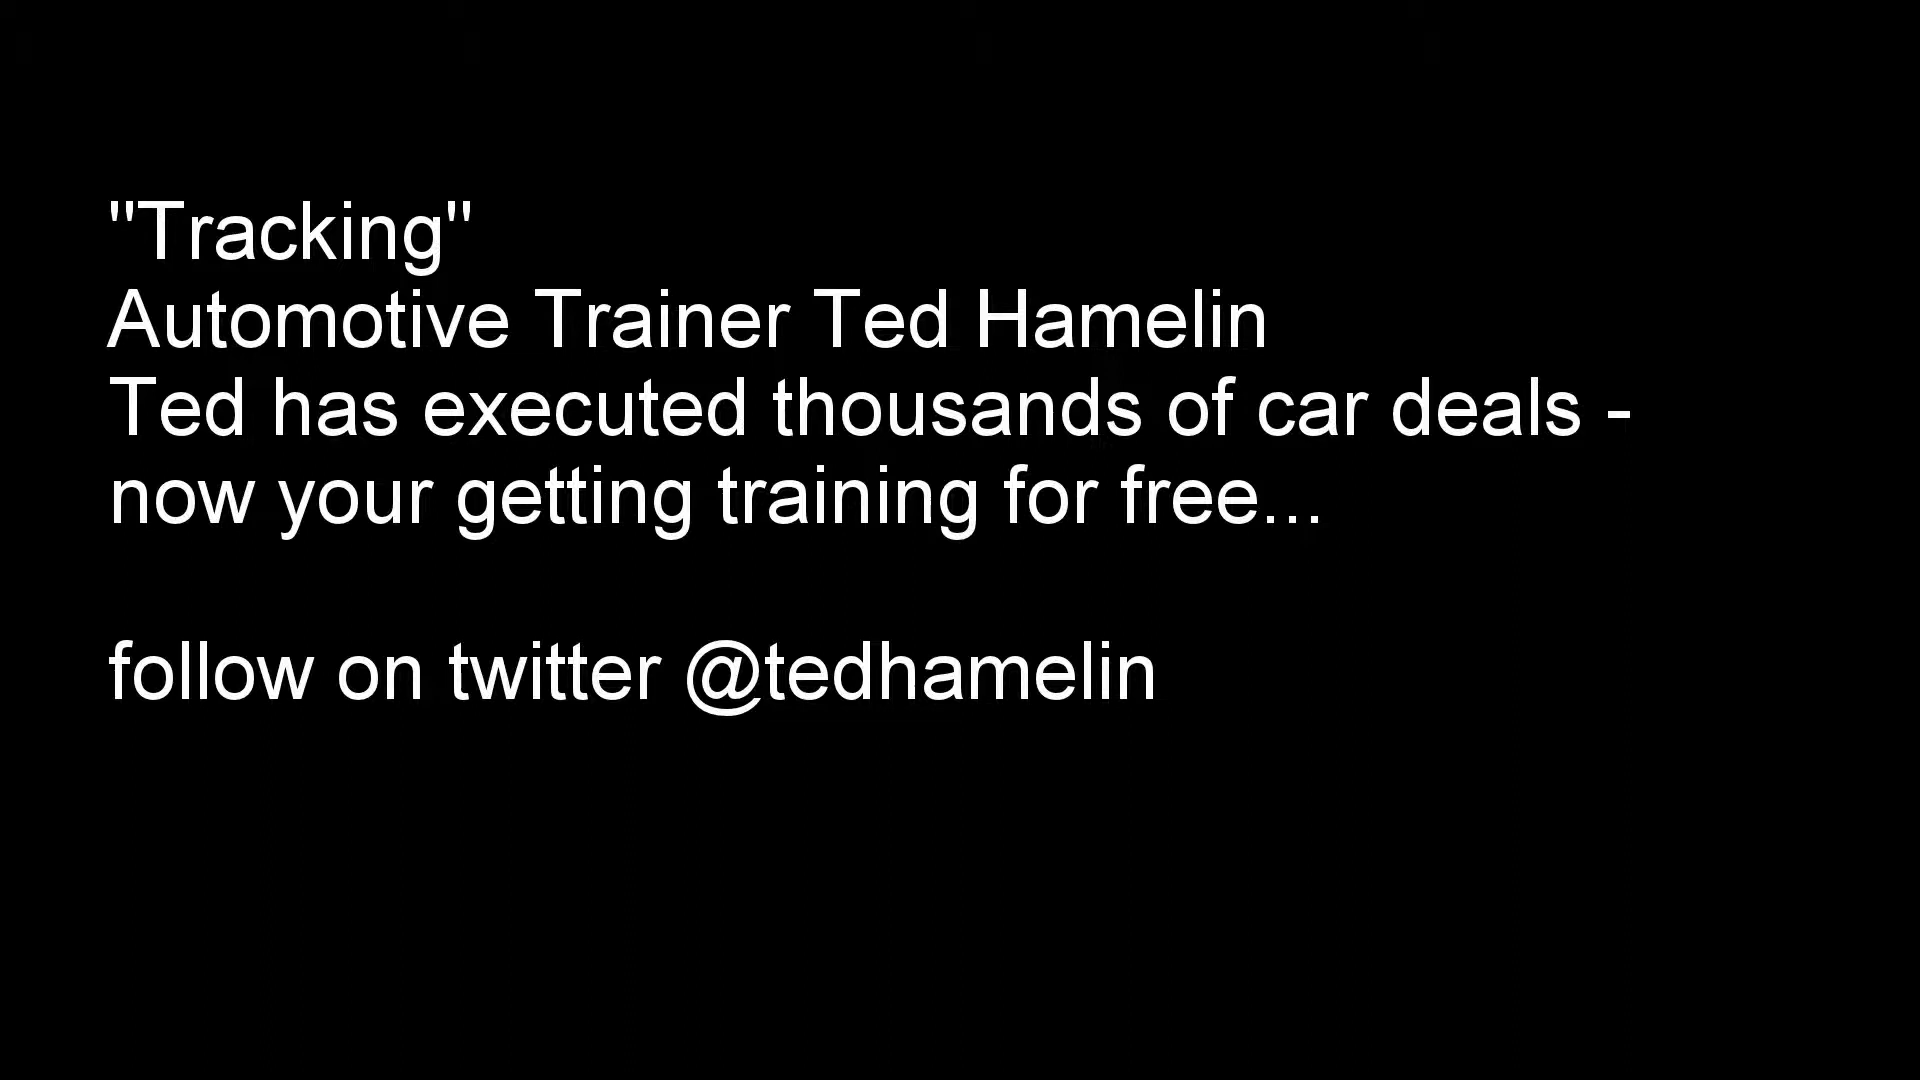 "Tracking"
Automotive Trainer Ted Hamelin
Ted has executed thousands of car deals -
now your getting training for free...
follow on twitter @tedhamelin